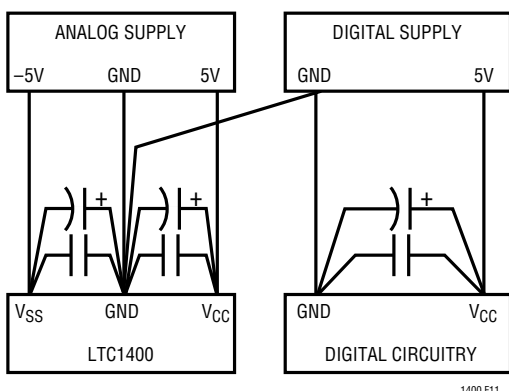 ANALOG SUPPLY
–5V GND 5V
DIGITAL SUPPLY
GND 5V
+ +
+
VSS GND VCC
LTC1400
GND VCC
DIGITAL CIRCUITRY
1400 F11